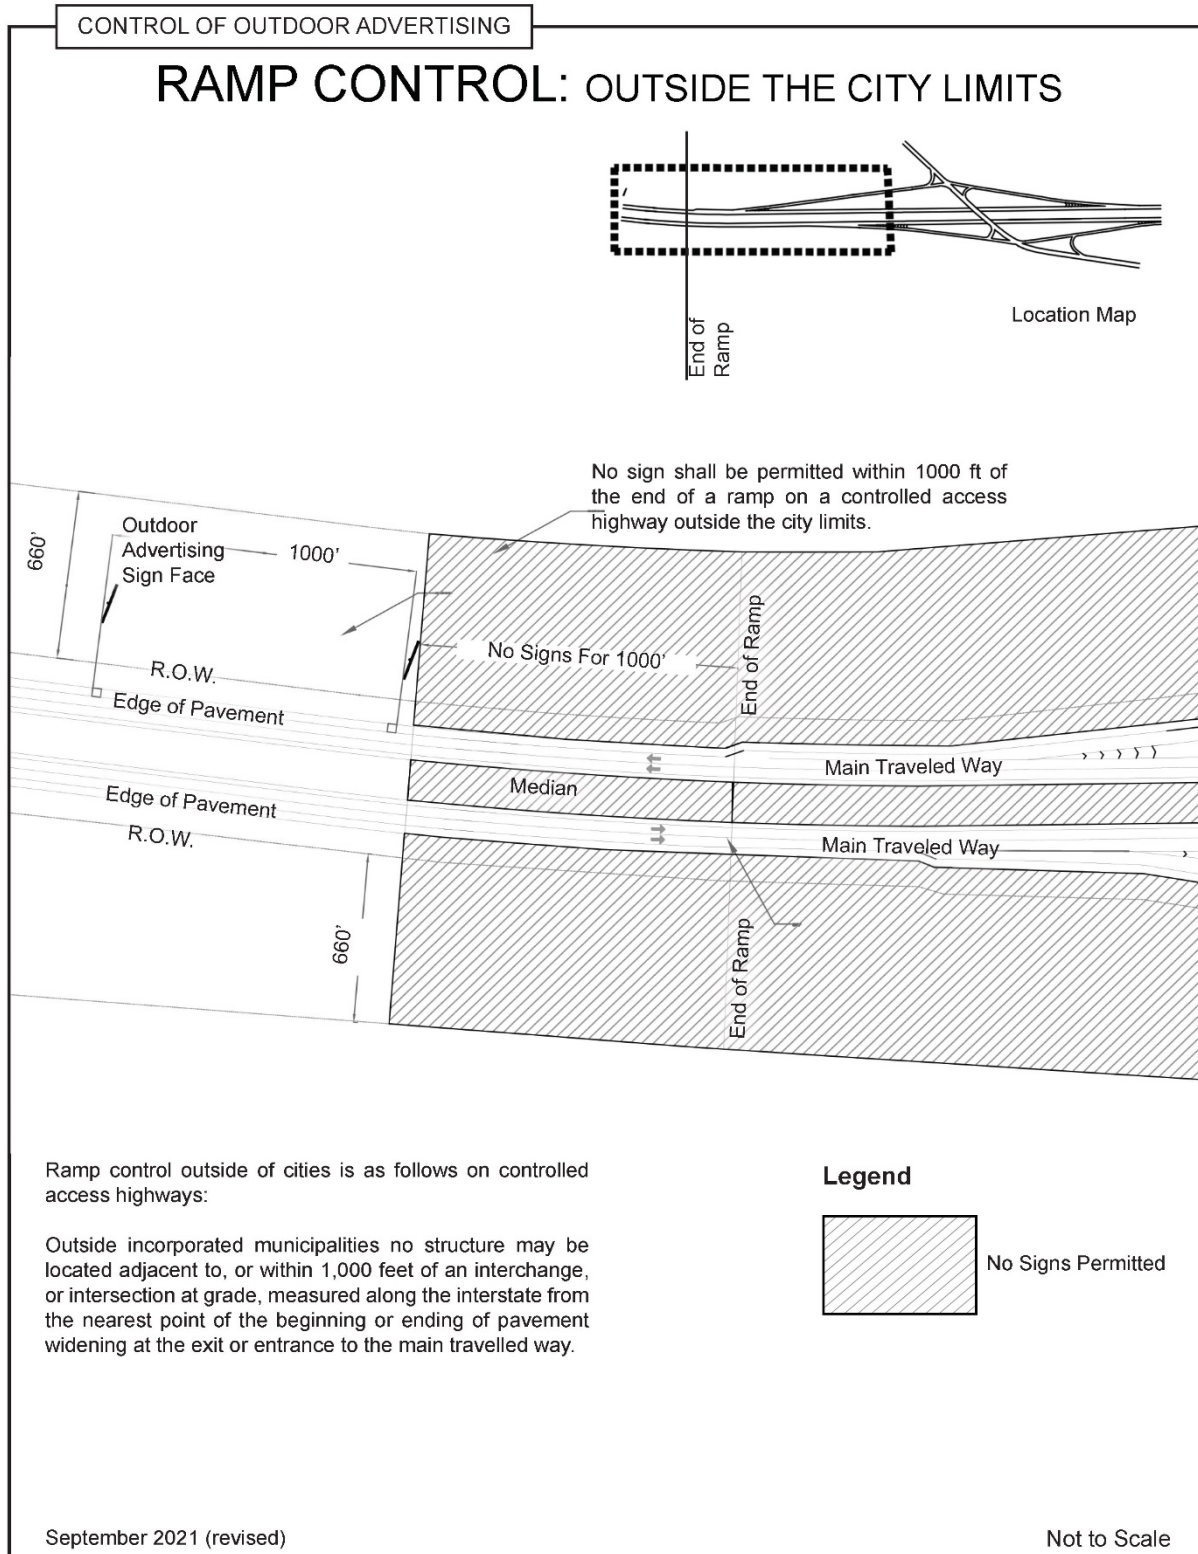 CONTROL OF OUTDOOR ADVERTISING
RAMP CONTROL: OUTSIDE THE CITY LIMITS
Location Map
End of
Ramp
No sign shall be permitted within 1000 ft of
the end of a ramp on a controlled access
highway outside the city limits.
660'
Outdoor
Advertising
Sign Face
1000'
No Signs For 1000'
End of Ramp
R.O.W.
Edge of Pavement
Main Traveled Way
Median
Edge of Pavement
R.O.W.
Main Traveled Way
660'
End of Ramp
Ramp control outside of cities is as follows on controlled
access highways:
Outside incorporated municipalities no structure may be
located adjacent to, or within 1,000 feet of an interchange,
or intersection at grade, measured along the interstate from
the nearest point of the beginning or ending of pavement
widening at the exit or entrance to the main travelled way.
Legend
No Signs Permitted
September 2021 (revised)
Not to Scale